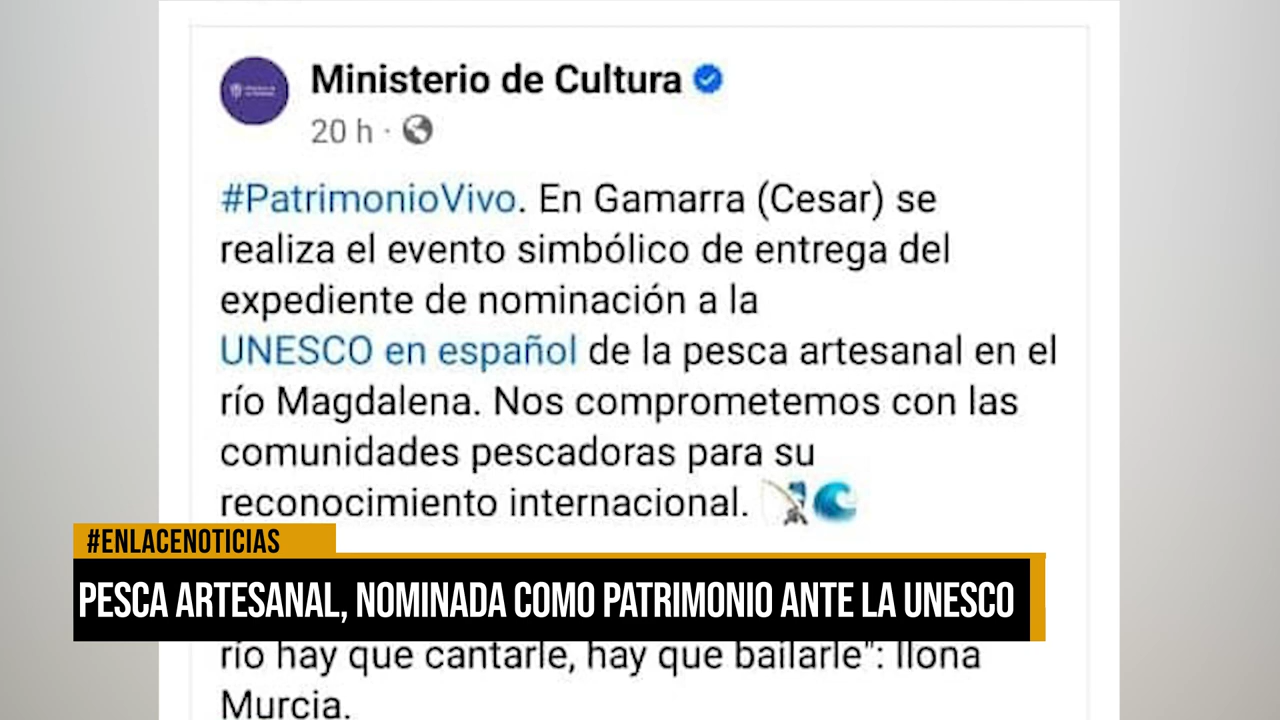 Ministerio de Cultura
20 h ·
#PatrimonioVivo. En Gamarra (Cesar) se
realiza el evento simbólico de entrega del
expediente de nominación a la
UNESCO en español de la pesca artesanal en el
río Magdalena. Nos comprometemos con las
comunidades pescadoras para su
reconocimiento internacional.
#ENLACENOTICIAS
PESCA ARTESANAL, NOMINADA COMO PATRIMONIO ANTE LA UNESCO
río hay que cantarle, hay que bailarle": Ilona
Murcia.